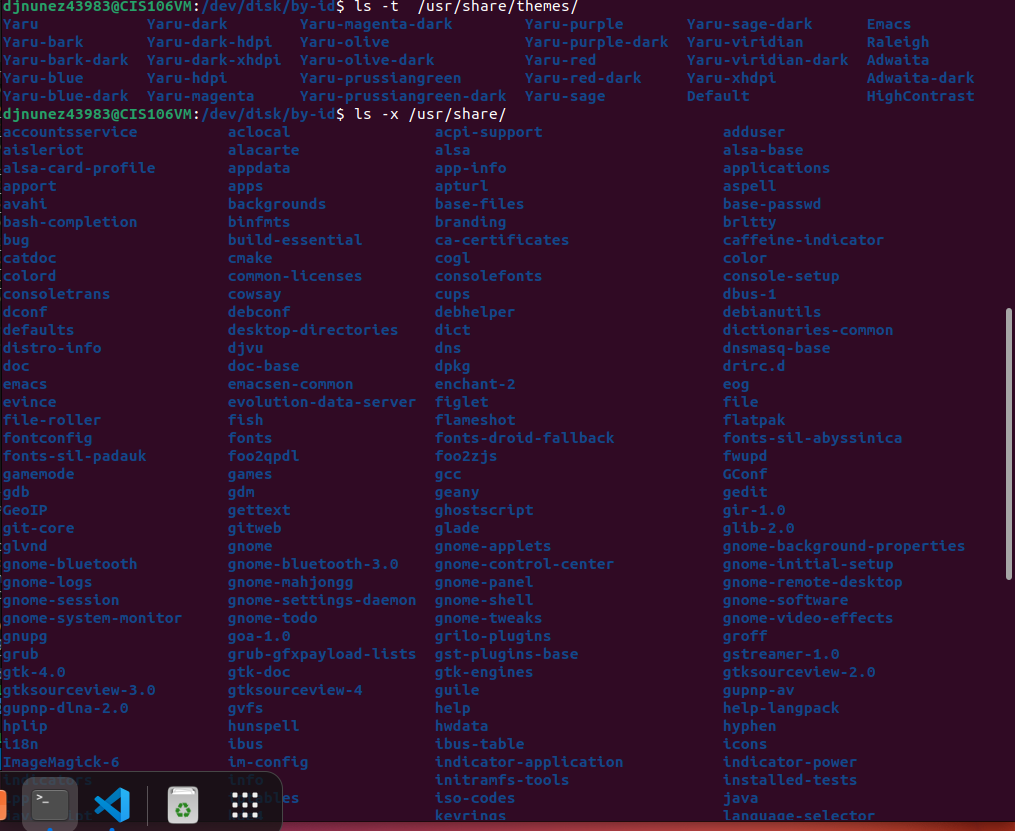 djnunez43983@CIS106VM:/dev/disk/by-id$ ls -t  /usr/share/themes/
Yaru Yaru-dark Yaru-magenta-dark Yaru-purple Yaru-sage-dark Emacs
Yaru-bark Yaru-dark-hdpi Yaru-olive Yaru-purple-dark Yaru-viridian Raleigh
Yaru-bark-dark Yaru-dark-xhdpi Yaru-olive-dark Yaru-red Yaru-viridian-dark Adwaita
Yaru-blue Yaru-hdpi Yaru-prussiangreen Yaru-red-dark Yaru-xhdpi Adwaita-dark
Yaru-blue-dark Yaru-magenta Yaru-prussiangreen-dark Yaru-sage Default HighContrast
djnunez43983@CIS106VM:/dev/disk/by-id$ ls -x /usr/share/
accountsservice aclocal acpi-support adduser
aisleriot alacarte alsa alsa-base
alsa-card-profile appdata app-info applications
apport apps apturl aspell
avahi backgrounds base-files base-passwd
bash-completion binfmts branding brltty
bug build-essential ca-certificates caffeine-indicator
catdoc cmake cogl color
colord common-licenses consolefonts console-setup
consoletrans cowsay cups dbus-1
dconf debconf debhelper debianutils
defaults desktop-directories dict dictionaries-common
distro-info djvu dns dnsmasq-base
doc doc-base dpkg drirc.d
emacs emacsen-common enchant-2 eog
evince evolution-data-server figlet file
file-roller fish flameshot flatpak
fontconfig fonts fonts-droid-fallback fonts-sil-abyssinica
fonts-sil-padauk foo2qpdl foo2zjs fwupd
gamemode games gcc GConf
gdb gdm geany gedit
GeoIP gettext ghostscript gir-1.0
git-core gitweb glade glib-2.0
glvnd gnome gnome-applets gnome-background-properties
gnome-bluetooth gnome-bluetooth-3.0 gnome-control-center gnome-initial-setup
gnome-logs gnome-mahjongg gnome-panel gnome-remote-desktop
gnome-session gnome-settings-daemon gnome-shell gnome-software
gnome-system-monitor gnome-todo gnome-tweaks gnome-video-effects
gnupg goa-1.0 grilo-plugins groff
grub grub-gfxpayload-lists gst-plugins-base gstreamer-1.0
gtk-4.0 gtk-doc gtk-engines gtksourceview-2.0
gtksourceview-3.0 gtksourceview-4 guile gupnp-av
gupnp-dlna-2.0 gvfs help help-langpack
hplip hunspell hwdata hyphen
i18n ibus ibus-table icons
ImageMagick-6 im-config indicator-application indicator-power
indicators info initramfs-tools installed-tests
iso-codes java
keyrings language-selector